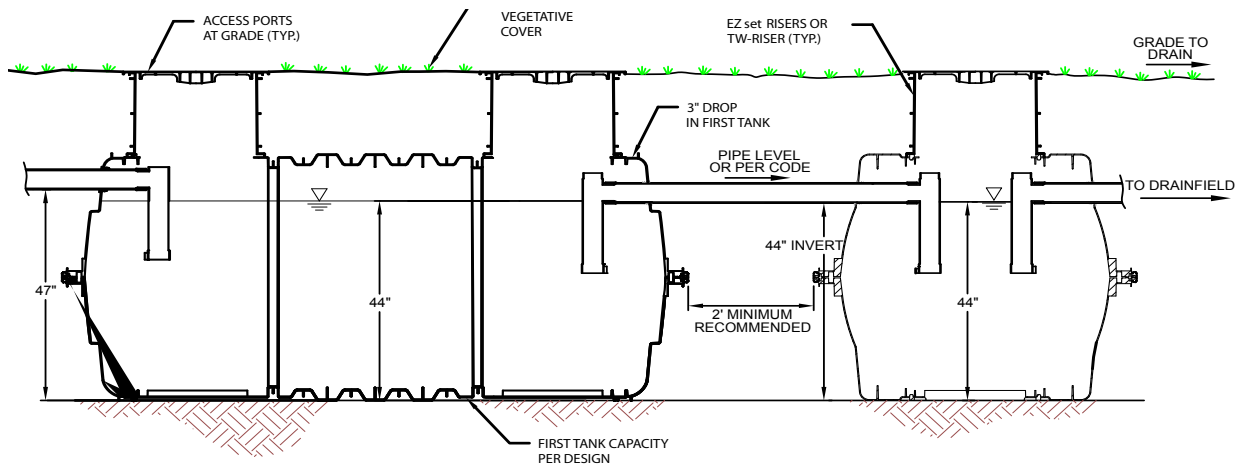 ACCESS PORTS
AT GRADE (TYP.)
VEGETATIVE
COVER
EZ set RISERS OR
TW-RISER (TYP.)
GRADE TO
DRAIN
3" DROP
IN FIRST TANK
PIPE LEVEL
OR PER CODE
TO DRAINFIELD
44" INVERT
47"
44"
44"
2' MINIMUM
RECOMMENDED
FIRST TANK CAPACITY
PER DESIGN